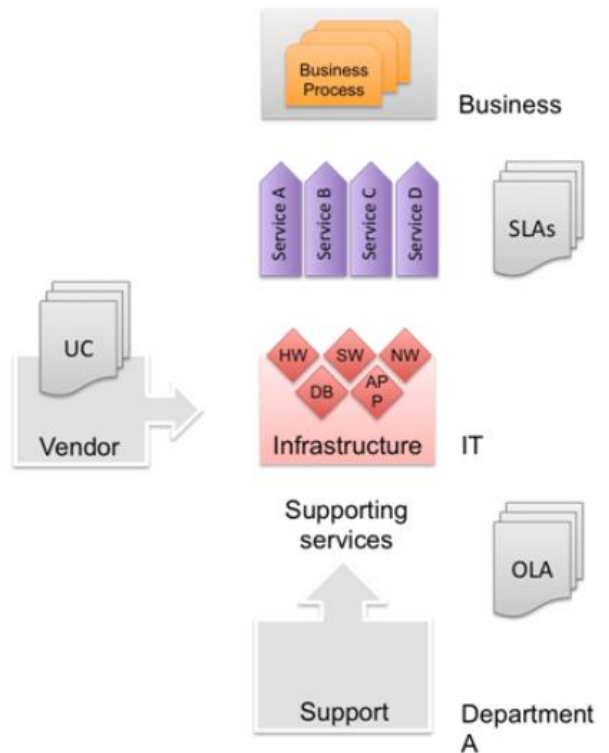 Business
Process
Business
Service A
Service B
Service C
Service D
SLAs
UC
Vendor
HW
SW
NW
DB
AP
P
Infrastructure
IT
Supporting
services
OLA
Support
Department
A